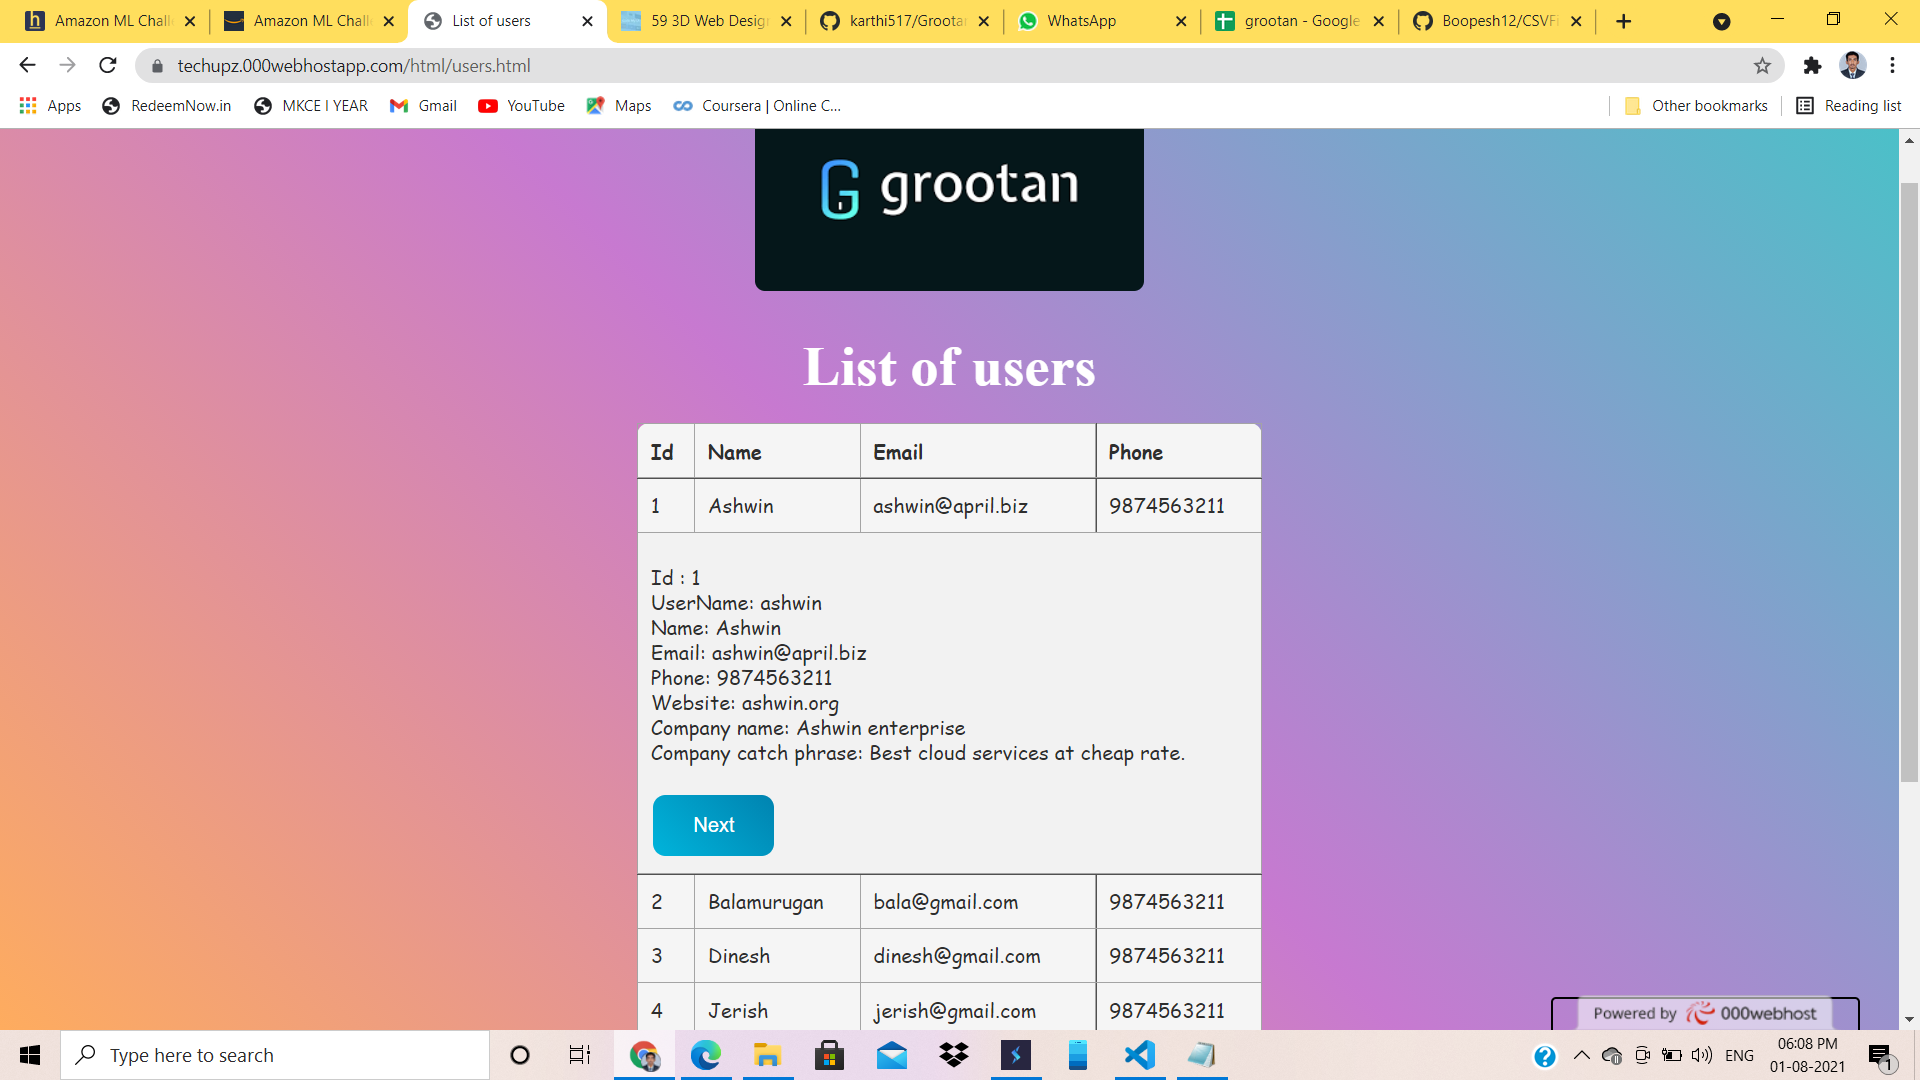 Amazon ML Chall
Amazon ML Chall
List of users
59 3D Web Design
karthi517/Grootan
WhatsApp
grootan - Google
Boopesh12/CSVFi
techupz.000webhostapp.com/html/users.html
Apps
RedeemNow.in
MKCE I YEAR
Gmail
YouTube
Maps
Coursera | Online C...
Other bookmarks
Reading list
G grootan
List of users
Id Name Email Phone
1 Ashwin ashwin@april.biz 9874563211
Id : 1
UserName: ashwin
Name: Ashwin
Email: ashwin@april.biz
Phone: 9874563211
Website: ashwin.org
Company name: Ashwin enterprise
Company catch phrase: Best cloud services at cheap rate.
Next
2 Balamurugan bala@gmail.com 9874563211
3 Dinesh dinesh@gmail.com 9874563211
4 Jerish jerish@gmail.com 9874563211
Powered by 000webhost
Type here to search
ENG
06:08 PM
01-08-2021
1